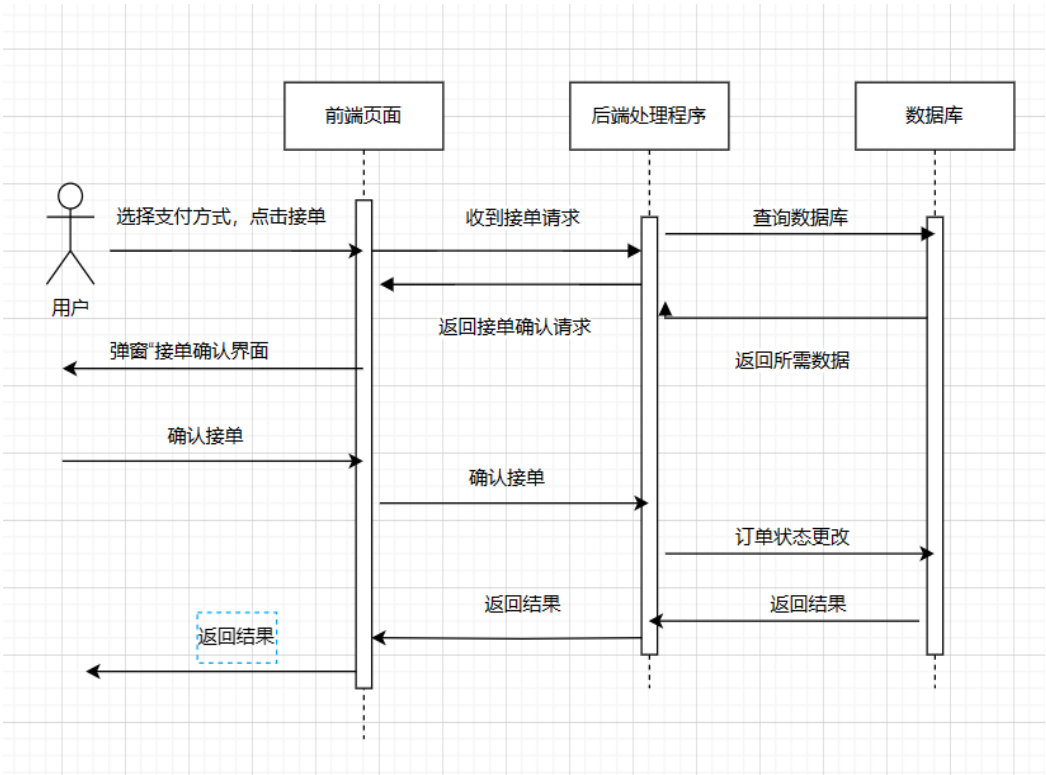 前端页面
后端处理程序
数据库
选择支付方式，点击接单
收到接单请求
查询数据库
用户
返回接单确认请求
弹窗“接单确认界面
返回所需数据
确认接单
确认接单
订单状态更改
返回结果
返回结果
返回结果